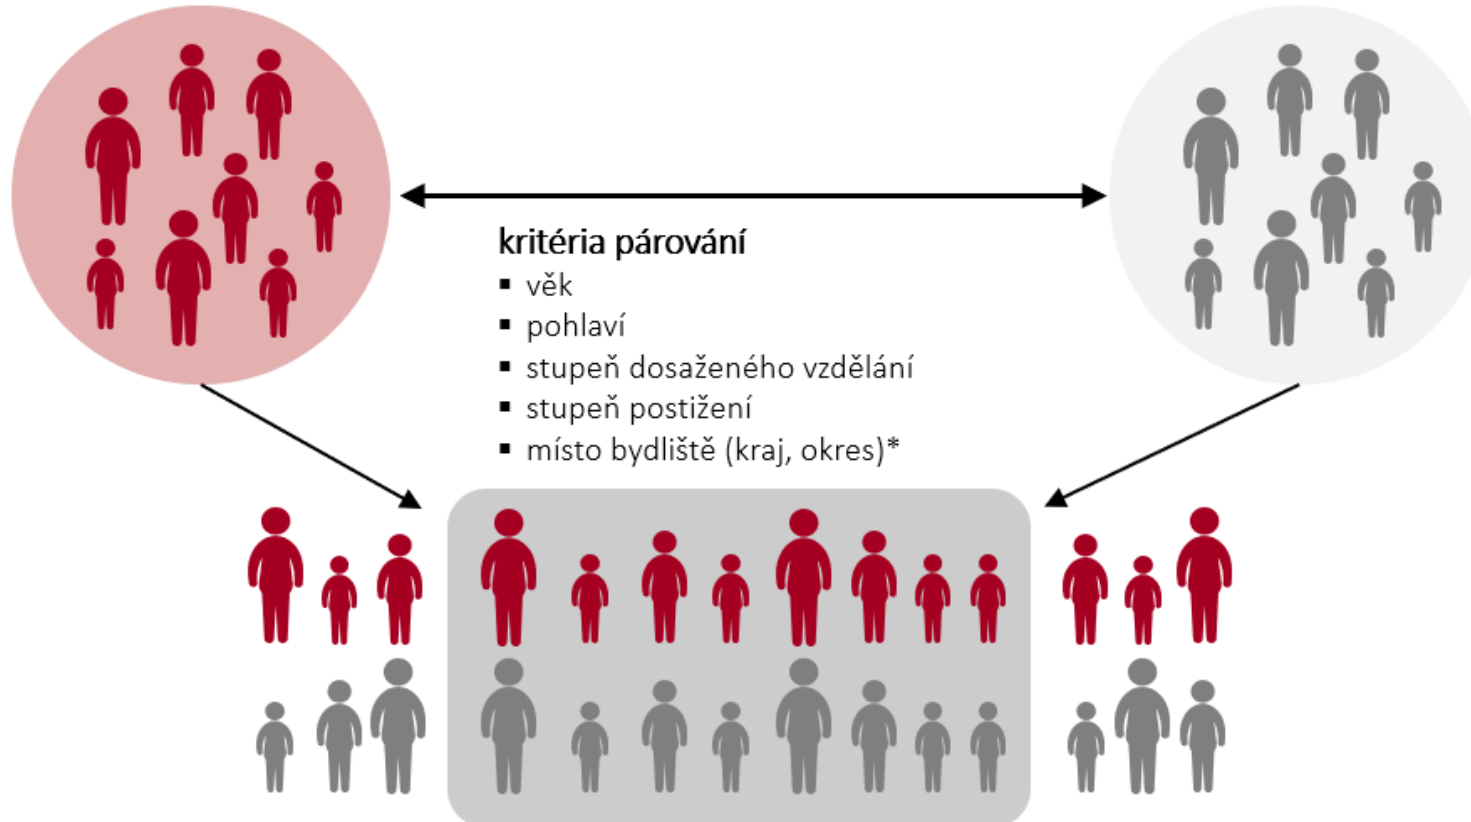 kritéria párování
▪ věk
▪ pohlaví
▪ stupeň dosaženého vzdělání
▪ stupeň postižení
▪ místo bydliště (kraj, okres)*